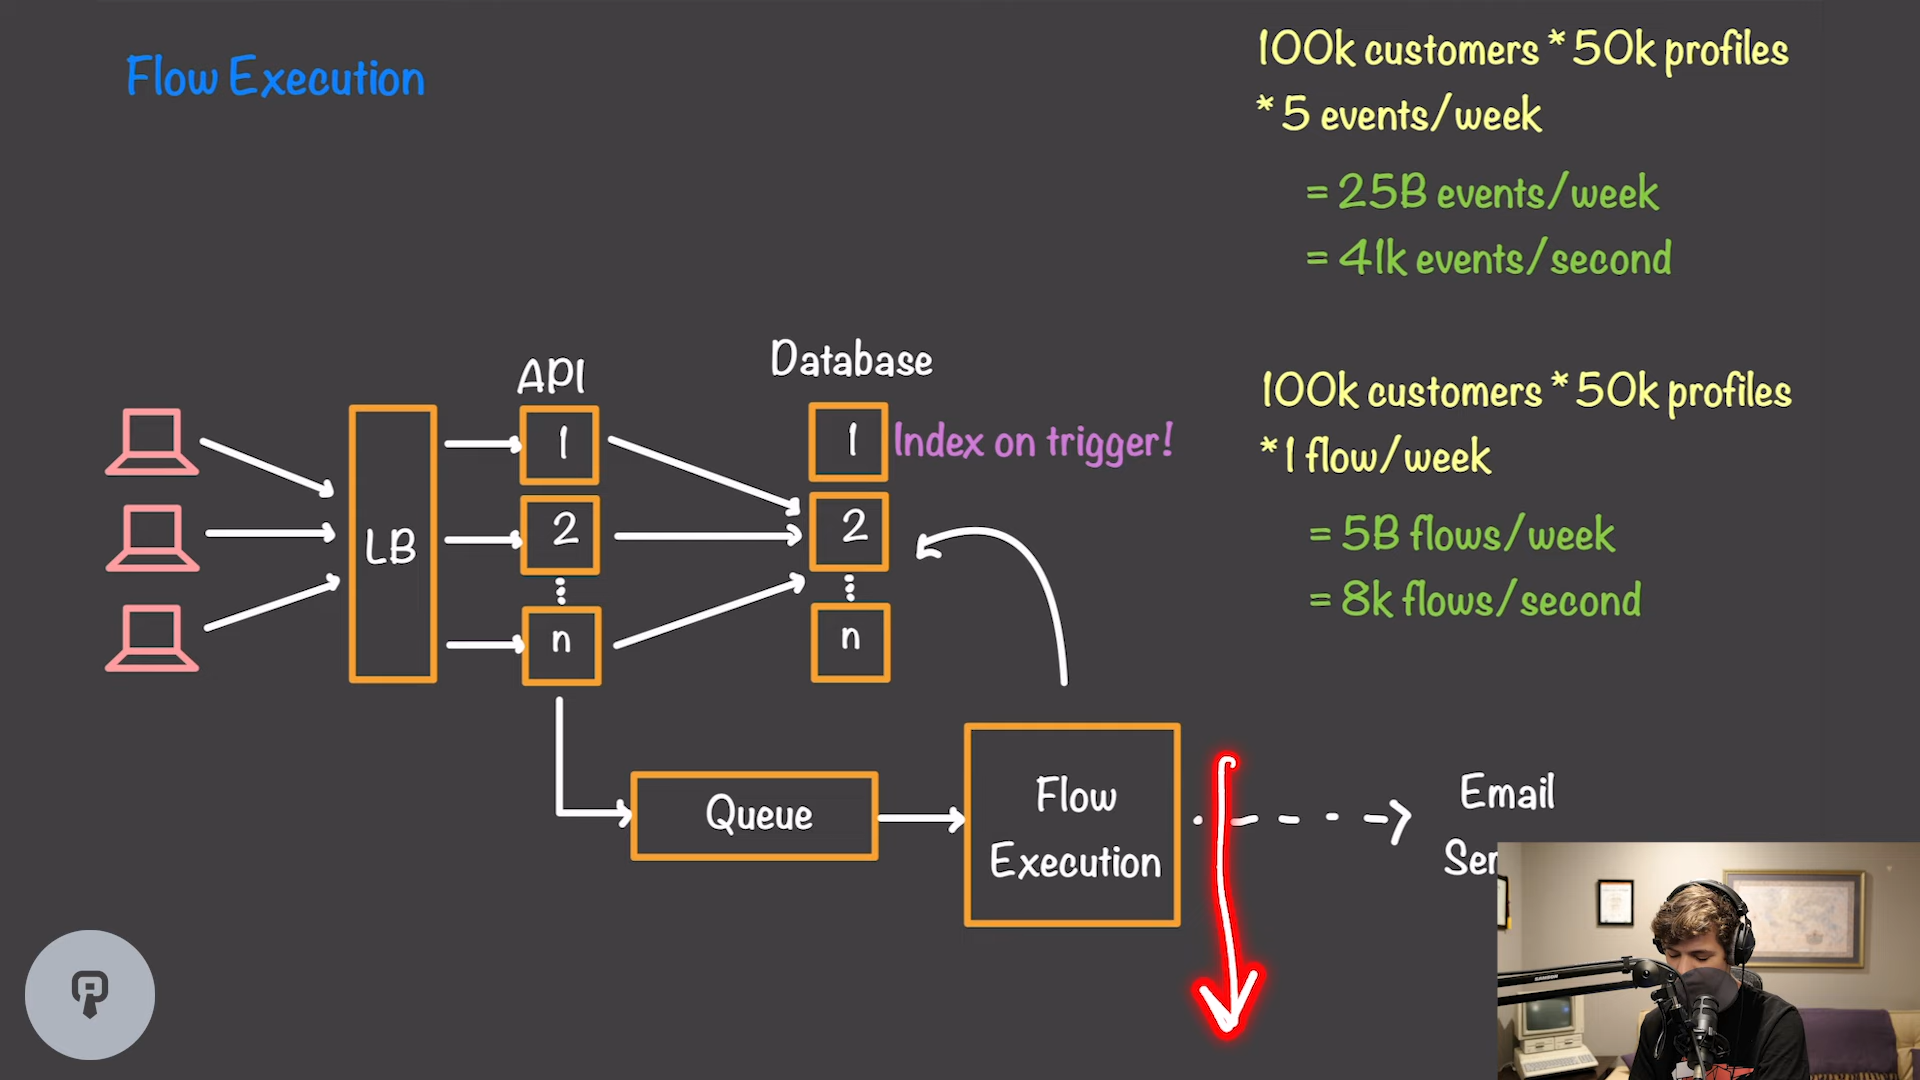 Flow Execution
100k customers * 50k profiles
* 5 events/week
= 25B events/week
= 41k events/second
100k customers * 50k profiles
* 1 flow/week
= 5B flows/week
= 8k flows/second
API
Database
LB
1
2
n
1
2
n
Index on trigger!
Queue
Flow
Execution
Email
SAMSON